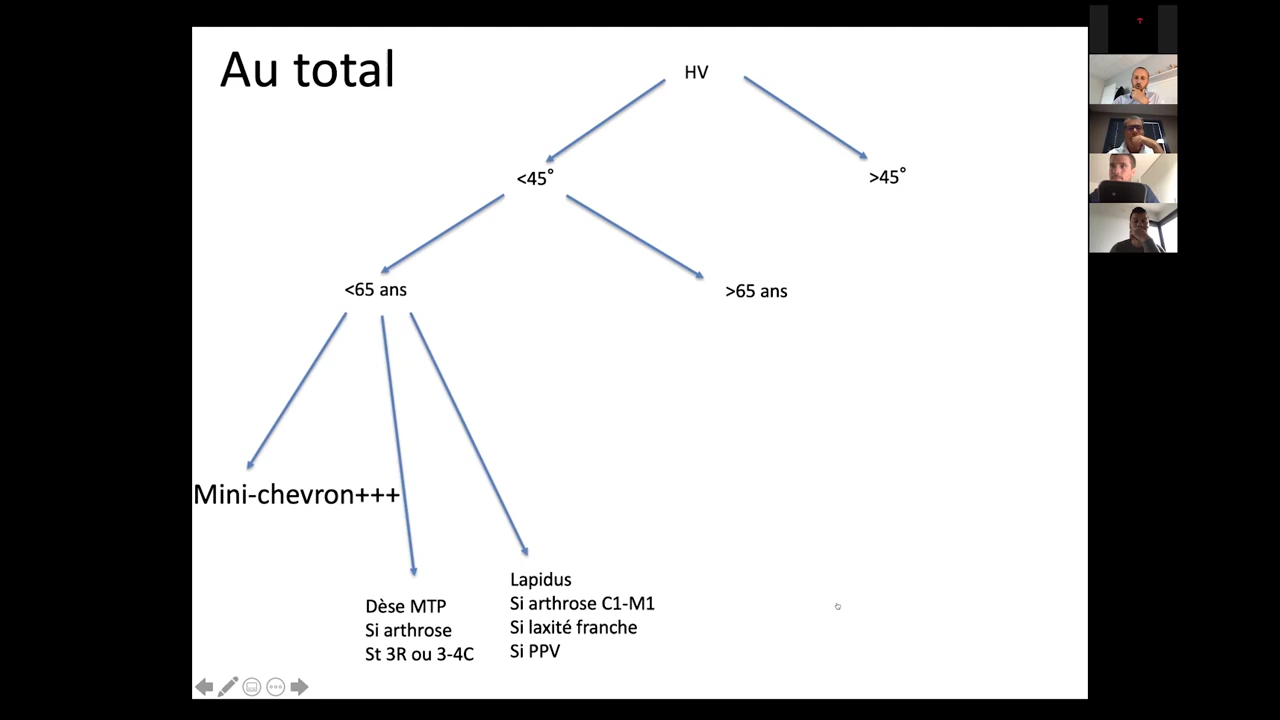 Au total
HV
<45°
>45°
<65 ans
>65 ans
Mini-chevron+++
Dèse MTP
Si arthrose
St 3R ou 3-4C
Lapidus
Si arthrose C1-M1
Si laxité franche
Si PPV